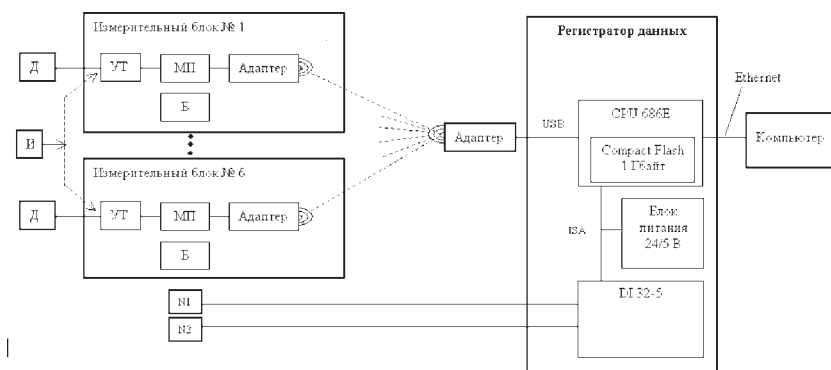 Измерительный блок № 1
Д
УТ
МП
Адаптер
Б
И
Измерительный блок № 6
Д
УТ
МП
Адаптер
Б
N1
N2
Адаптер
Регистратор данных
USB
CPU 686E
Compact Flash
1 Гбайт
Ethernet
Компьютер
ISA
Блок
питания
24/5 В
DI 32-5